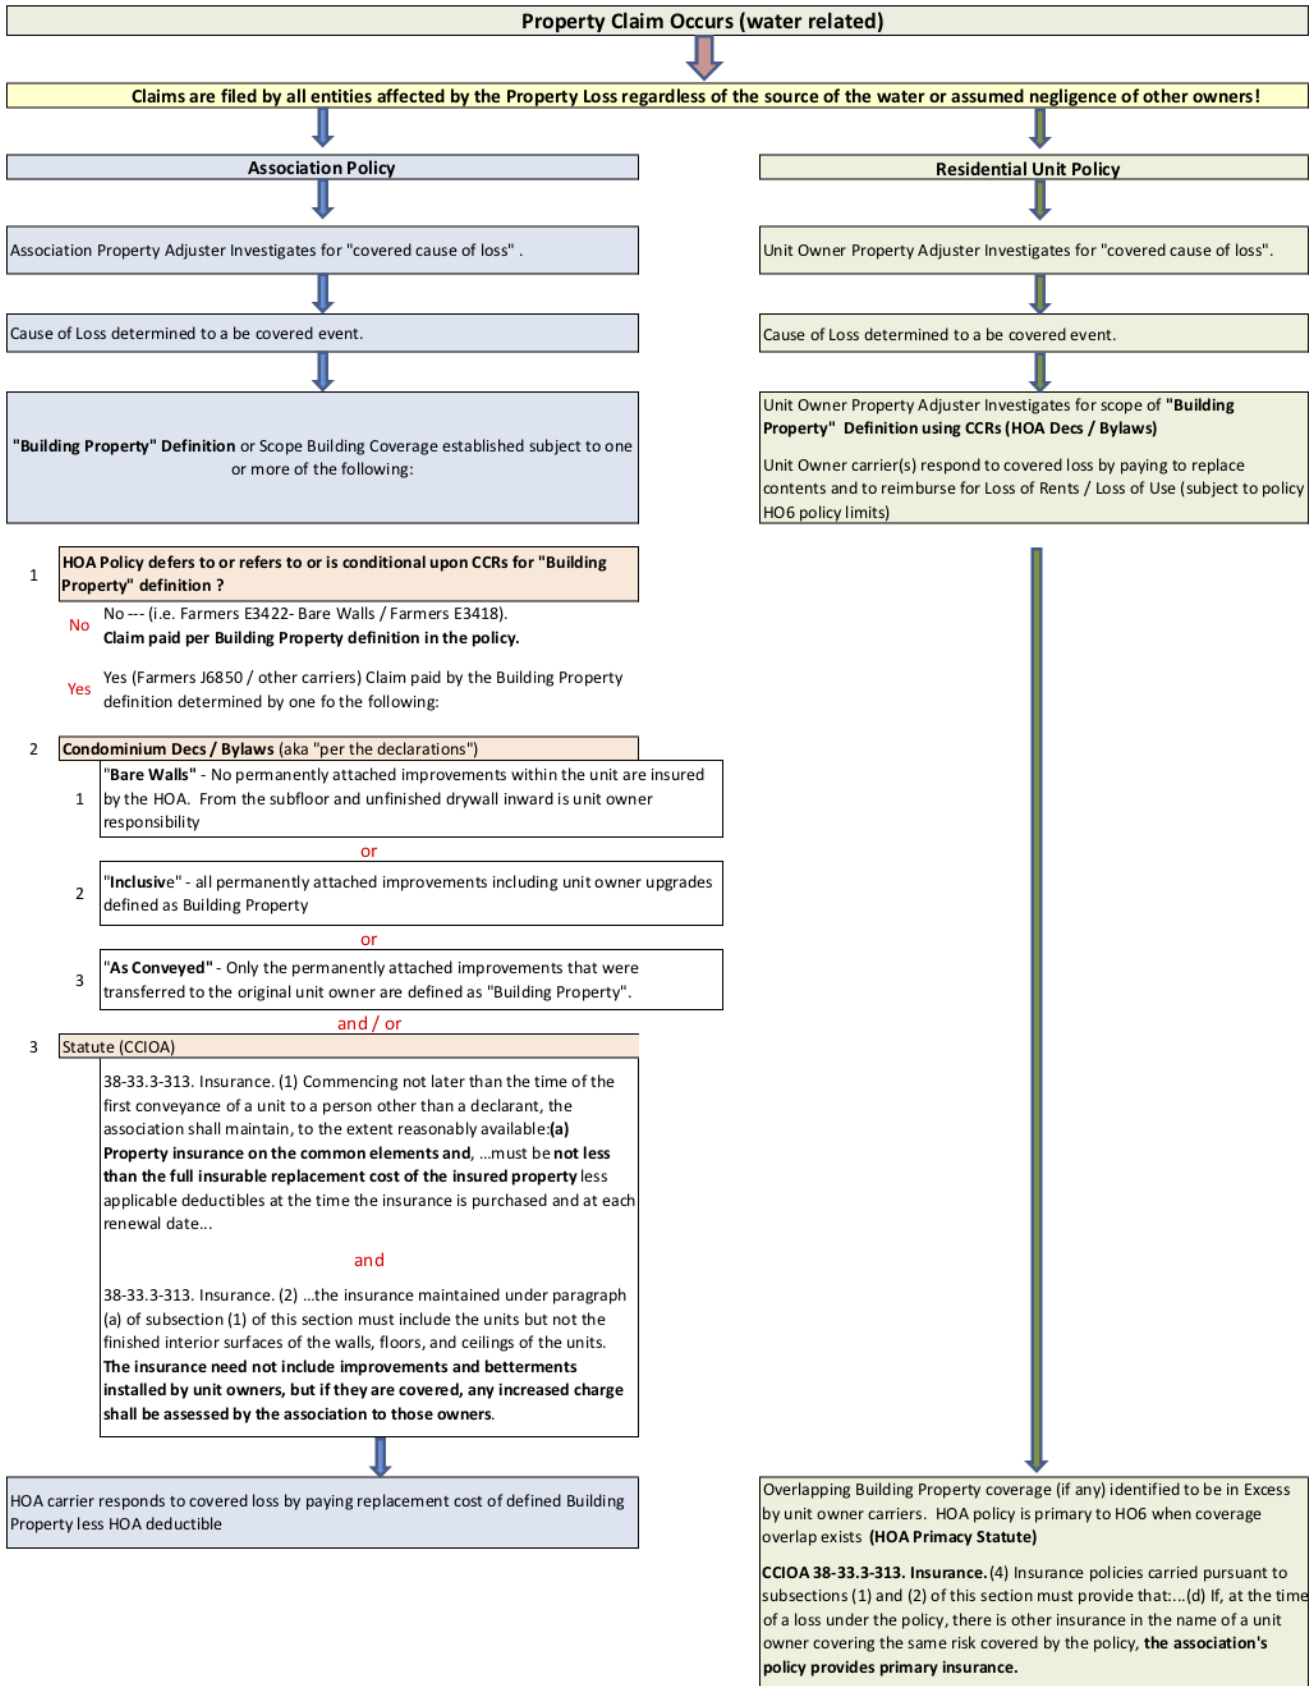 Property Claim Occurs (water related)
Claims are filed by all entities affected by the Property Loss regardless of the source of the water or assumed negligence of other owners!
Association Policy
Association Property Adjuster Investigates for "covered cause of loss" .
Cause of Loss determined to a be covered event.
"Building Property" Definition or Scope Building Coverage established subject to one
or more of the following:
1
HOA Policy defers to or refers to or is conditional upon CCRs for "Building
Property" definition ?
No
No --- (i.e. Farmers E3422- Bare Walls / Farmers E3418).
Claim paid per Building Property definition in the policy.
Yes
Yes (Farmers J6850 / other carriers) Claim paid by the Building Property
definition determined by one fo the following:
2
Condominium Decs / Bylaws (aka "per the declarations")
1
"Bare Walls" - No permanently attached improvements within the unit are insured
by the HOA. From the subfloor and unfinished drywall inward is unit owner
responsibility
or
2
"Inclusive" - all permanently attached improvements including unit owner upgrades
defined as Building Property
or
3
"As Conveyed" - Only the permanently attached improvements that were
transferred to the original unit owner are defined as "Building Property".
and / or
3
Statute (CCIOA)
38-33.3-313. Insurance. (1) Commencing not later than the time of the
first conveyance of a unit to a person other than a declarant, the
association shall maintain, to the extent reasonably available:(a)
Property insurance on the common elements and, ...must be not less
than the full insurable replacement cost of the insured property less
applicable deductibles at the time the insurance is purchased and at each
renewal date...
and
38-33.3-313. Insurance. (2) ...the insurance maintained under paragraph
(a) of subsection (1) of this section must include the units but not the
finished interior surfaces of the walls, floors, and ceilings of the units.
The insurance need not include improvements and betterments
installed by unit owners, but if they are covered, any increased charge
shall be assessed by the association to those owners.
HOA carrier responds to covered loss by paying replacement cost of defined Building
Property less HOA deductible
Residential Unit Policy
Unit Owner Property Adjuster Investigates for "covered cause of loss".
Cause of Loss determined to a be covered event.
Unit Owner Property Adjuster Investigates for scope of "Building
Property" Definition using CCRs (HOA Decs / Bylaws)
Unit Owner carrier(s) respond to covered loss by paying to replace
contents and to reimburse for Loss of Rents / Loss of Use (subject to policy
HO6 policy limits)
Overlapping Building Property coverage (if any) identified to be in Excess
by unit owner carriers. HOA policy is primary to HO6 when coverage
overlap exists (HOA Primacy Statute)
CCIOA 38-33.3-313. Insurance. (4) Insurance policies carried pursuant to
subsections (1) and (2) of this section must provide that:...(d) If, at the time
of a loss under the policy, there is other insurance in the name of a unit
owner covering the same risk covered by the policy, the association's
policy provides primary insurance.